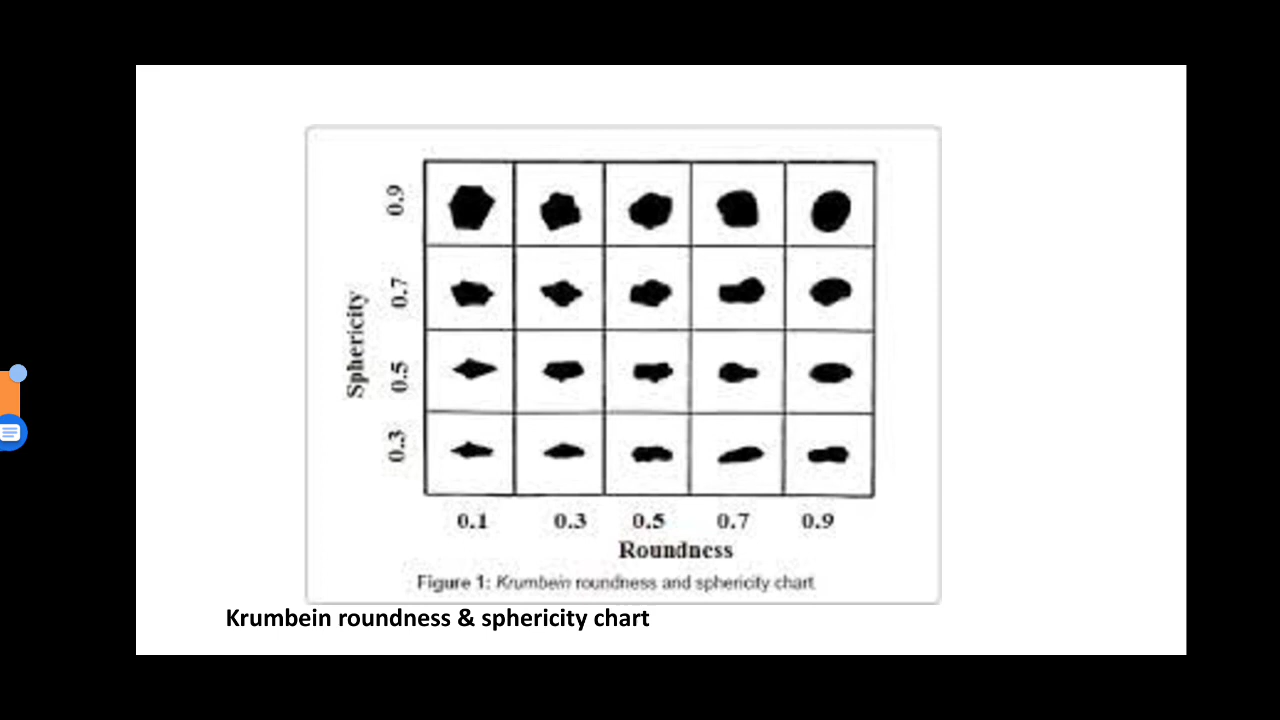 Sphericity
0.9
0.7
0.5
0.3
0.1 0.3 0.5 0.7 0.9
Roundness
Figure 1: Krumbein roundness and sphericity chart
Krumbein roundness & sphericity chart